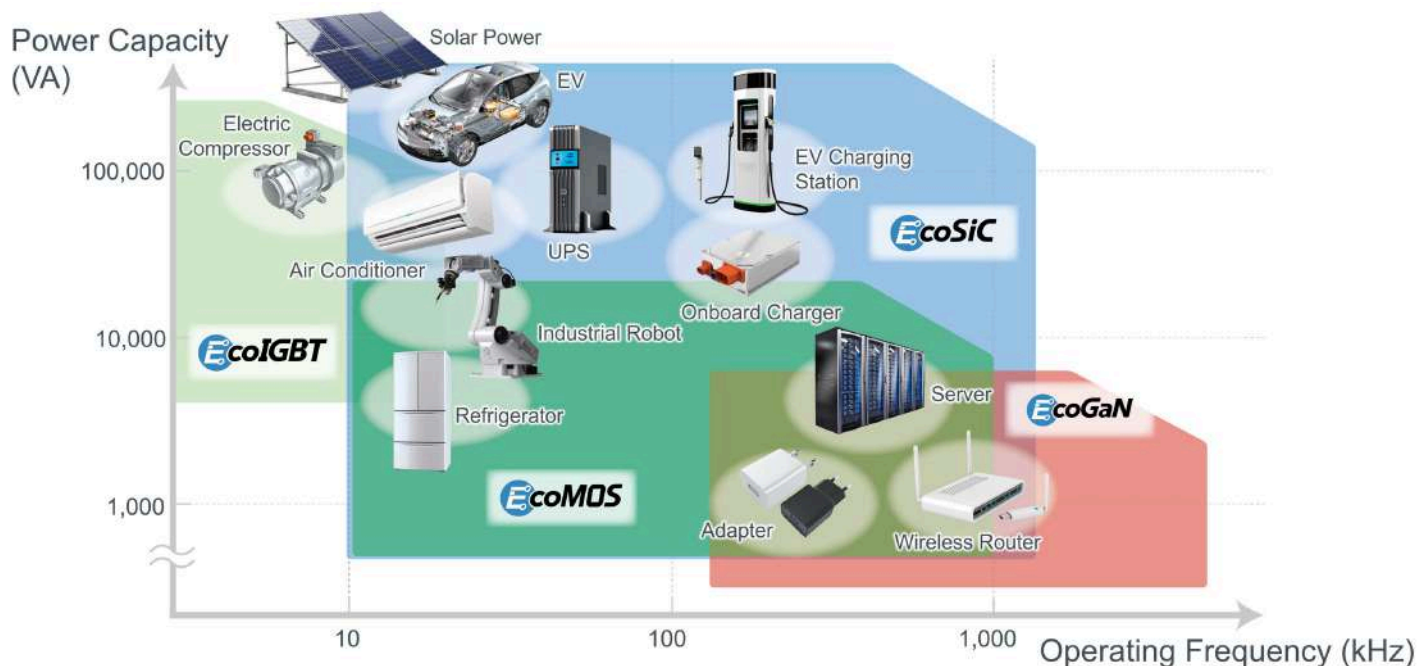 Power Capacity
(VA)
Solar Power
EV
Electric
Compressor
100,000
EV Charging
Station
EcoSiC
UPS
Air Conditioner
Onboard Charger
Industrial Robot
10,000
EcoIGBT
Server
EcoGaN
Refrigerator
EcoMOS
1,000
Adapter
Wireless Router
10
100
1,000
Operating Frequency (kHz)